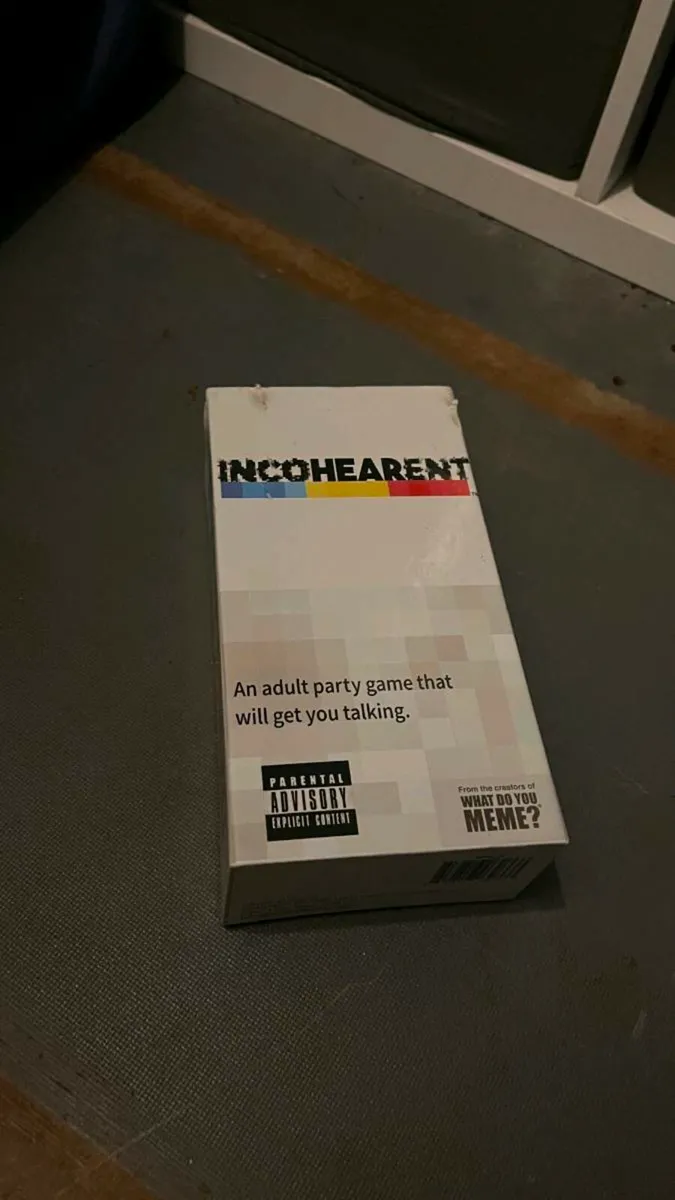 INCOHEARENT
An adult party game that
will get you talking.
PARENTAL
ADVISORY
EXPLICIT CONTENT
From the creators of
WHAT DO YOU
MEME?